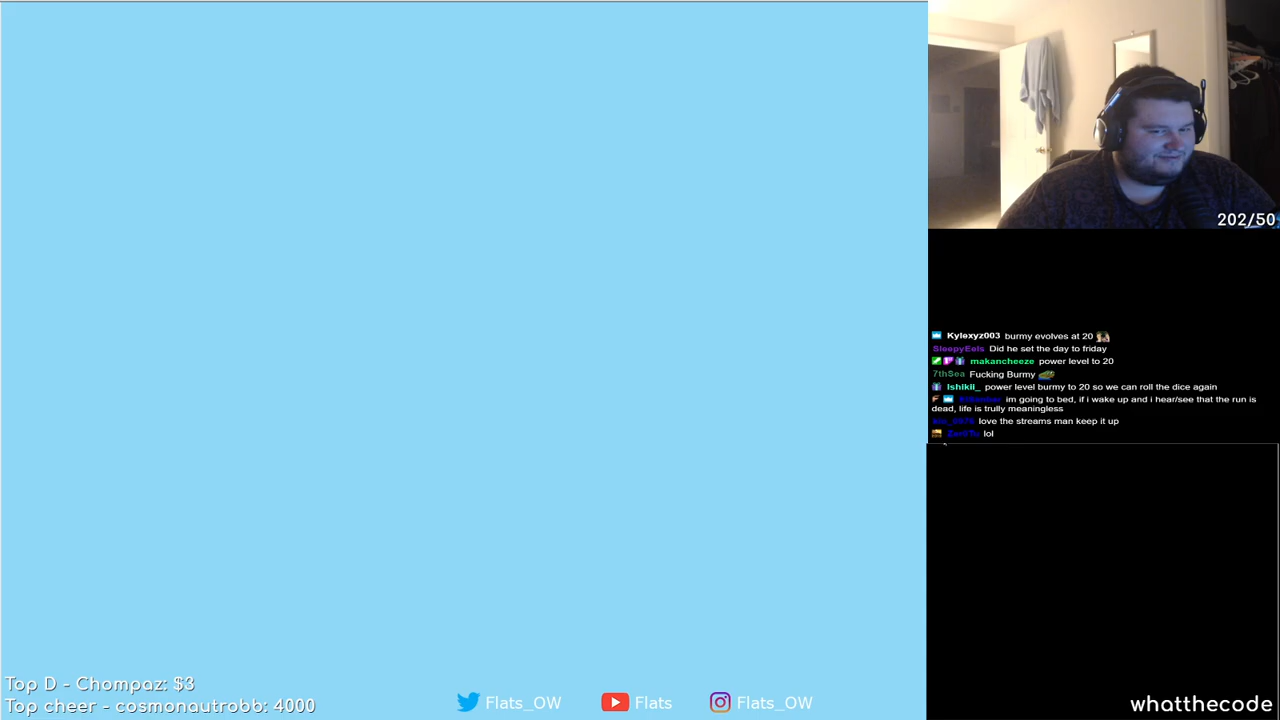 202/50
Kylexyz003 burmy evolves at 20
SleepyEels Did he set the day to friday
makancheeze power level to 20
7thSea Fucking Burmy
Ishikii_ power level burmy to 20 so we can roll the dice again
im going to bed, if i wake up and i hear/see that the run is
dead, life is trully meaningless
love the streams man keep it up
lol
Top D - Chompaz: $3
Top cheer - cosmonautrobb: 4000
Flats_OW
Flats
Flats_OW
whatthecode